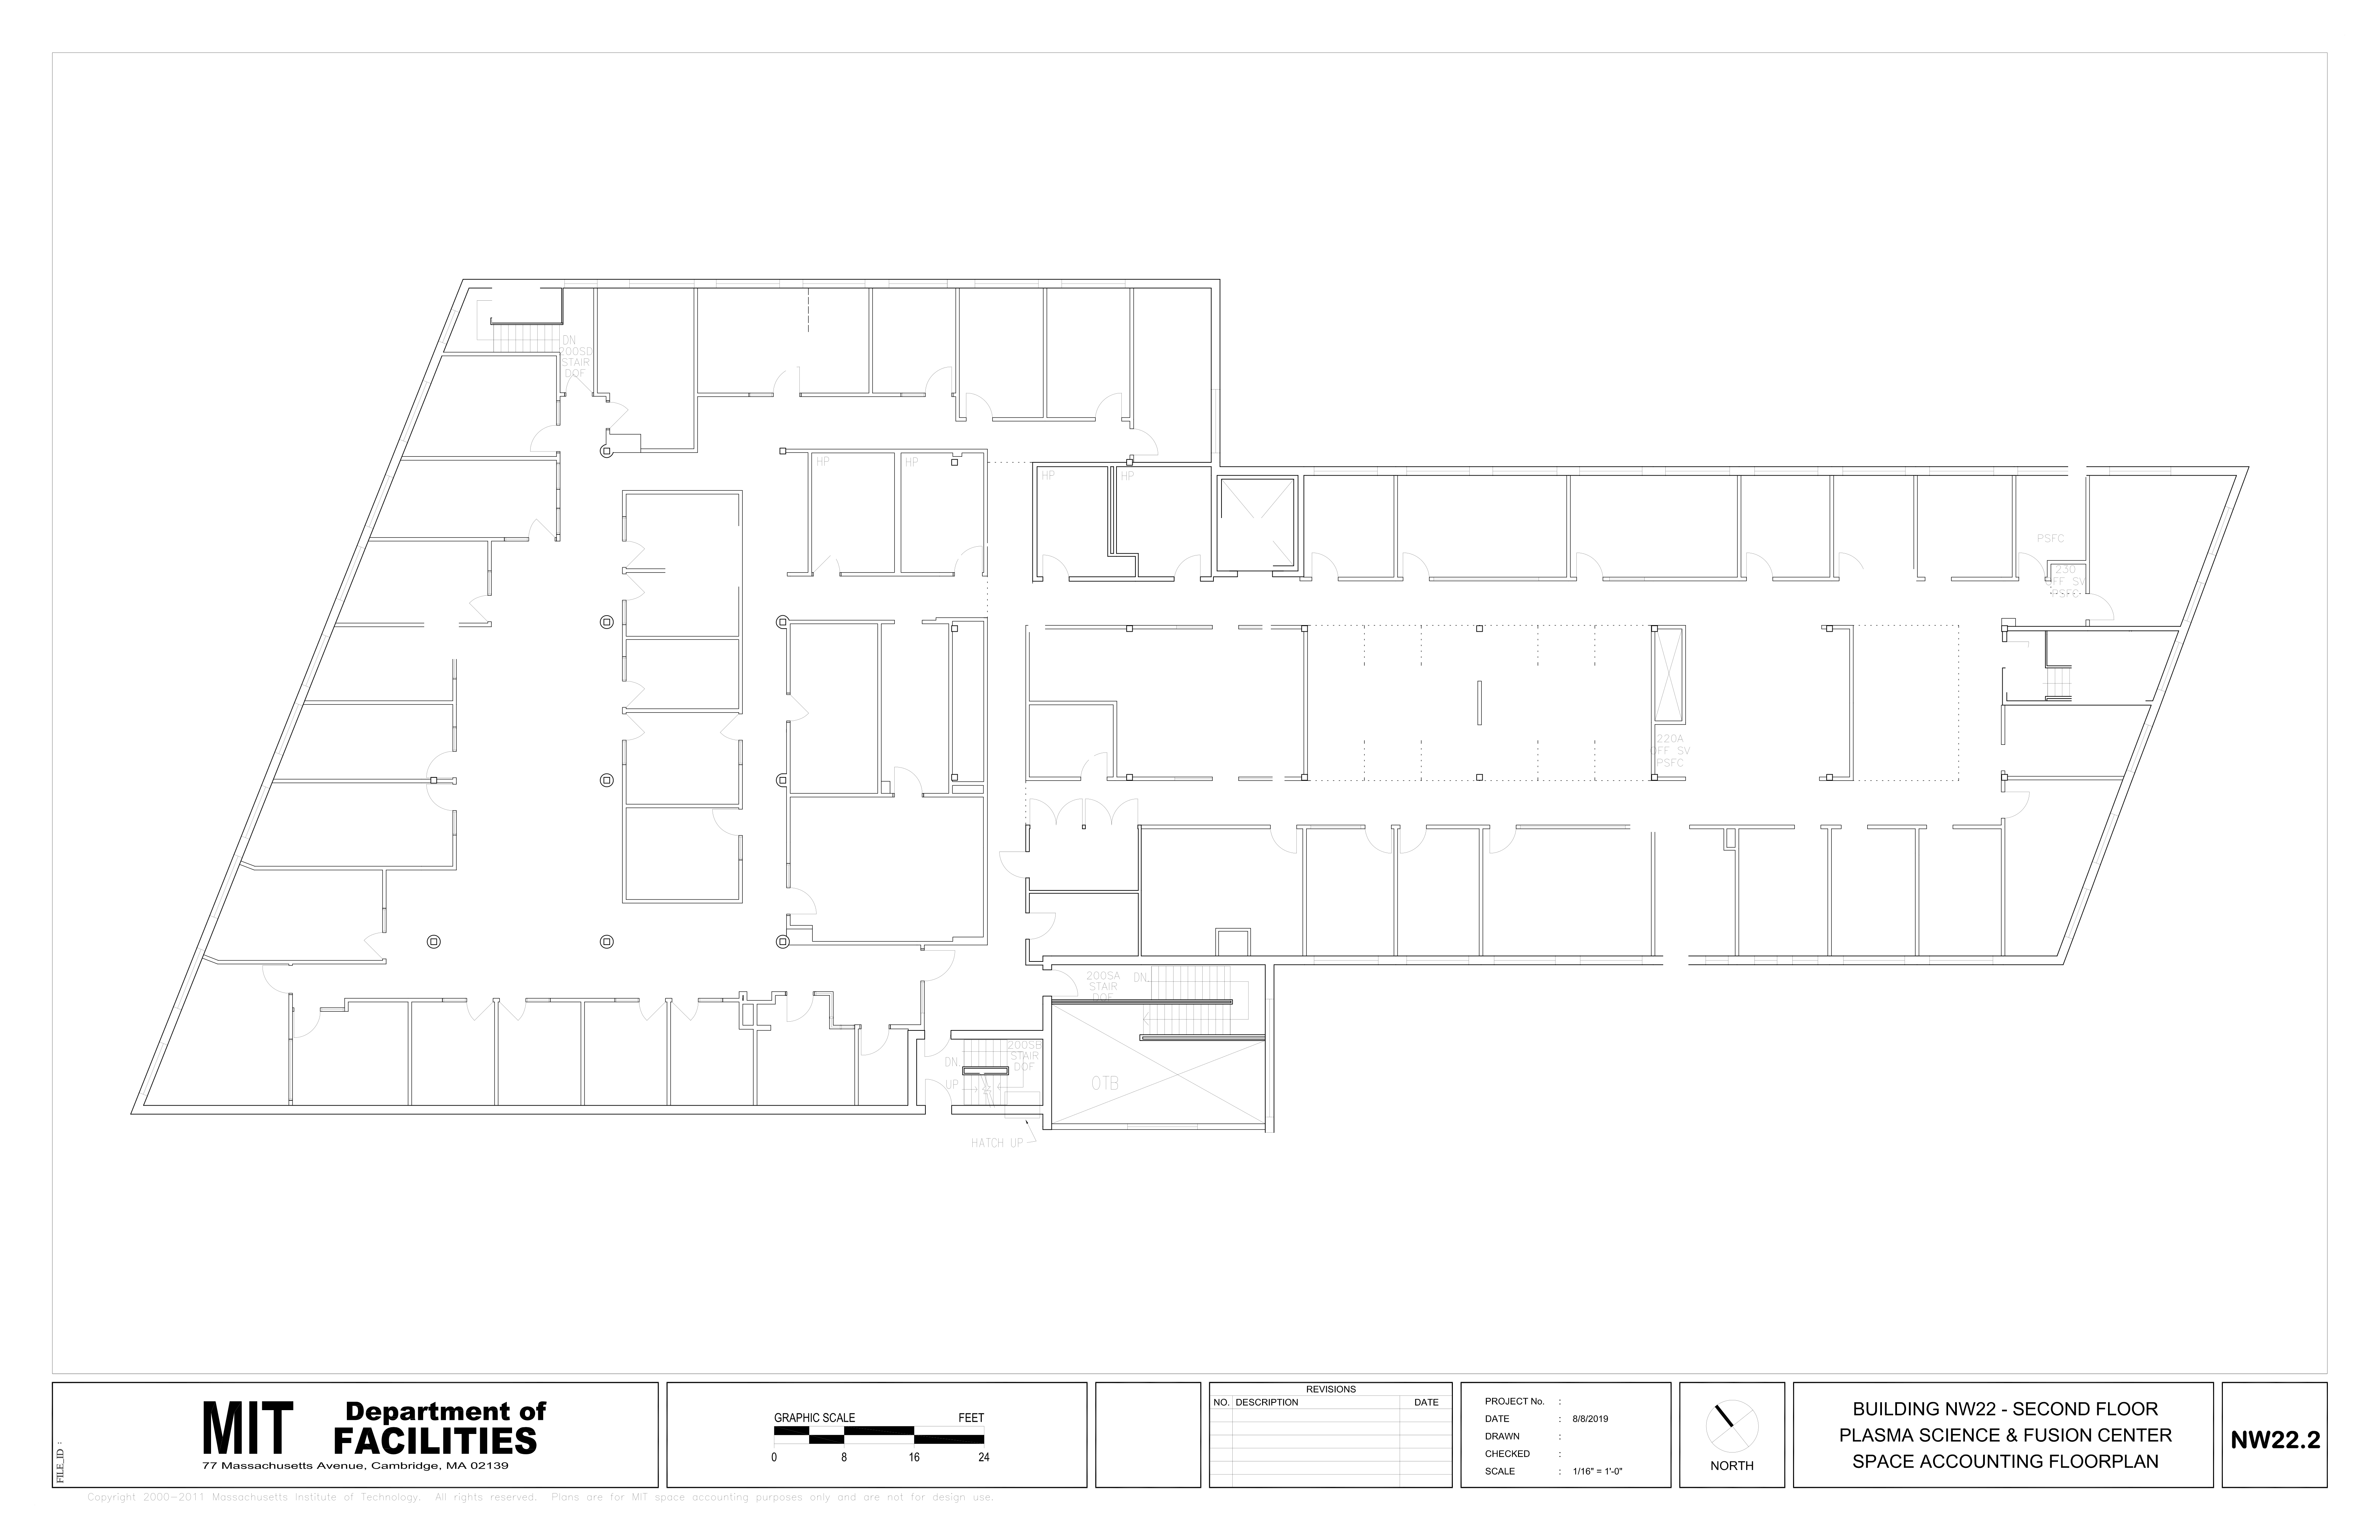 DN
200SD
STAIR
DOF
HP
HP
HP
HP
PSFC
230
OFF SV
PSFC
220A
OFF SV
PSFC
200SA
STAIR
DOF
DN
200SB
STAIR
DOF
DN
UP
OTB
HATCH UP
FILE_ID :
MIT
Department of
FACILITIES
77 Massachusetts Avenue, Cambridge, MA 02139
GRAPHIC SCALE FEET
0 8 16 24
REVISIONS
NO. DESCRIPTION DATE
PROJECT No. :
DATE : 8/8/2019
DRAWN :
CHECKED :
SCALE : 1/16" = 1'-0"
NORTH
BUILDING NW22 - SECOND FLOOR
PLASMA SCIENCE & FUSION CENTER
SPACE ACCOUNTING FLOORPLAN
NW22.2
Copyright 2000-2011 Massachusetts Institute of Technology. All rights reserved. Plans are for MIT space accounting purposes only and are not for design use.